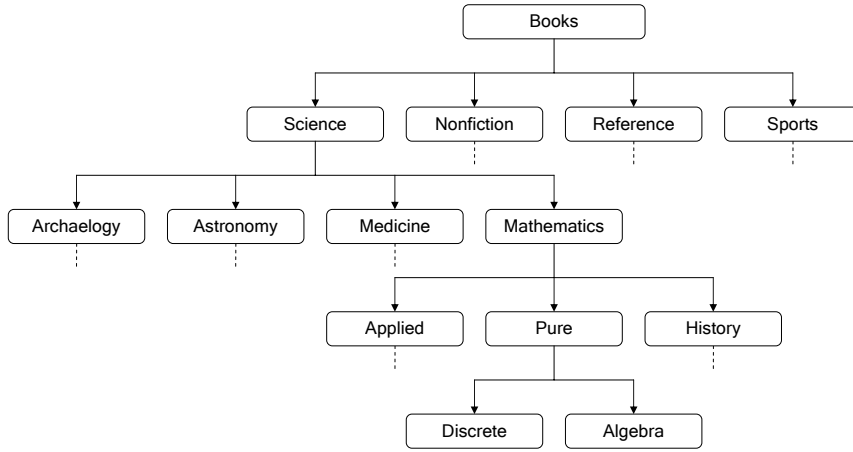 Books
Science
Nonfiction
Reference
Sports
Archaelogy
Astronomy
Medicine
Mathematics
Applied
Pure
History
Discrete
Algebra